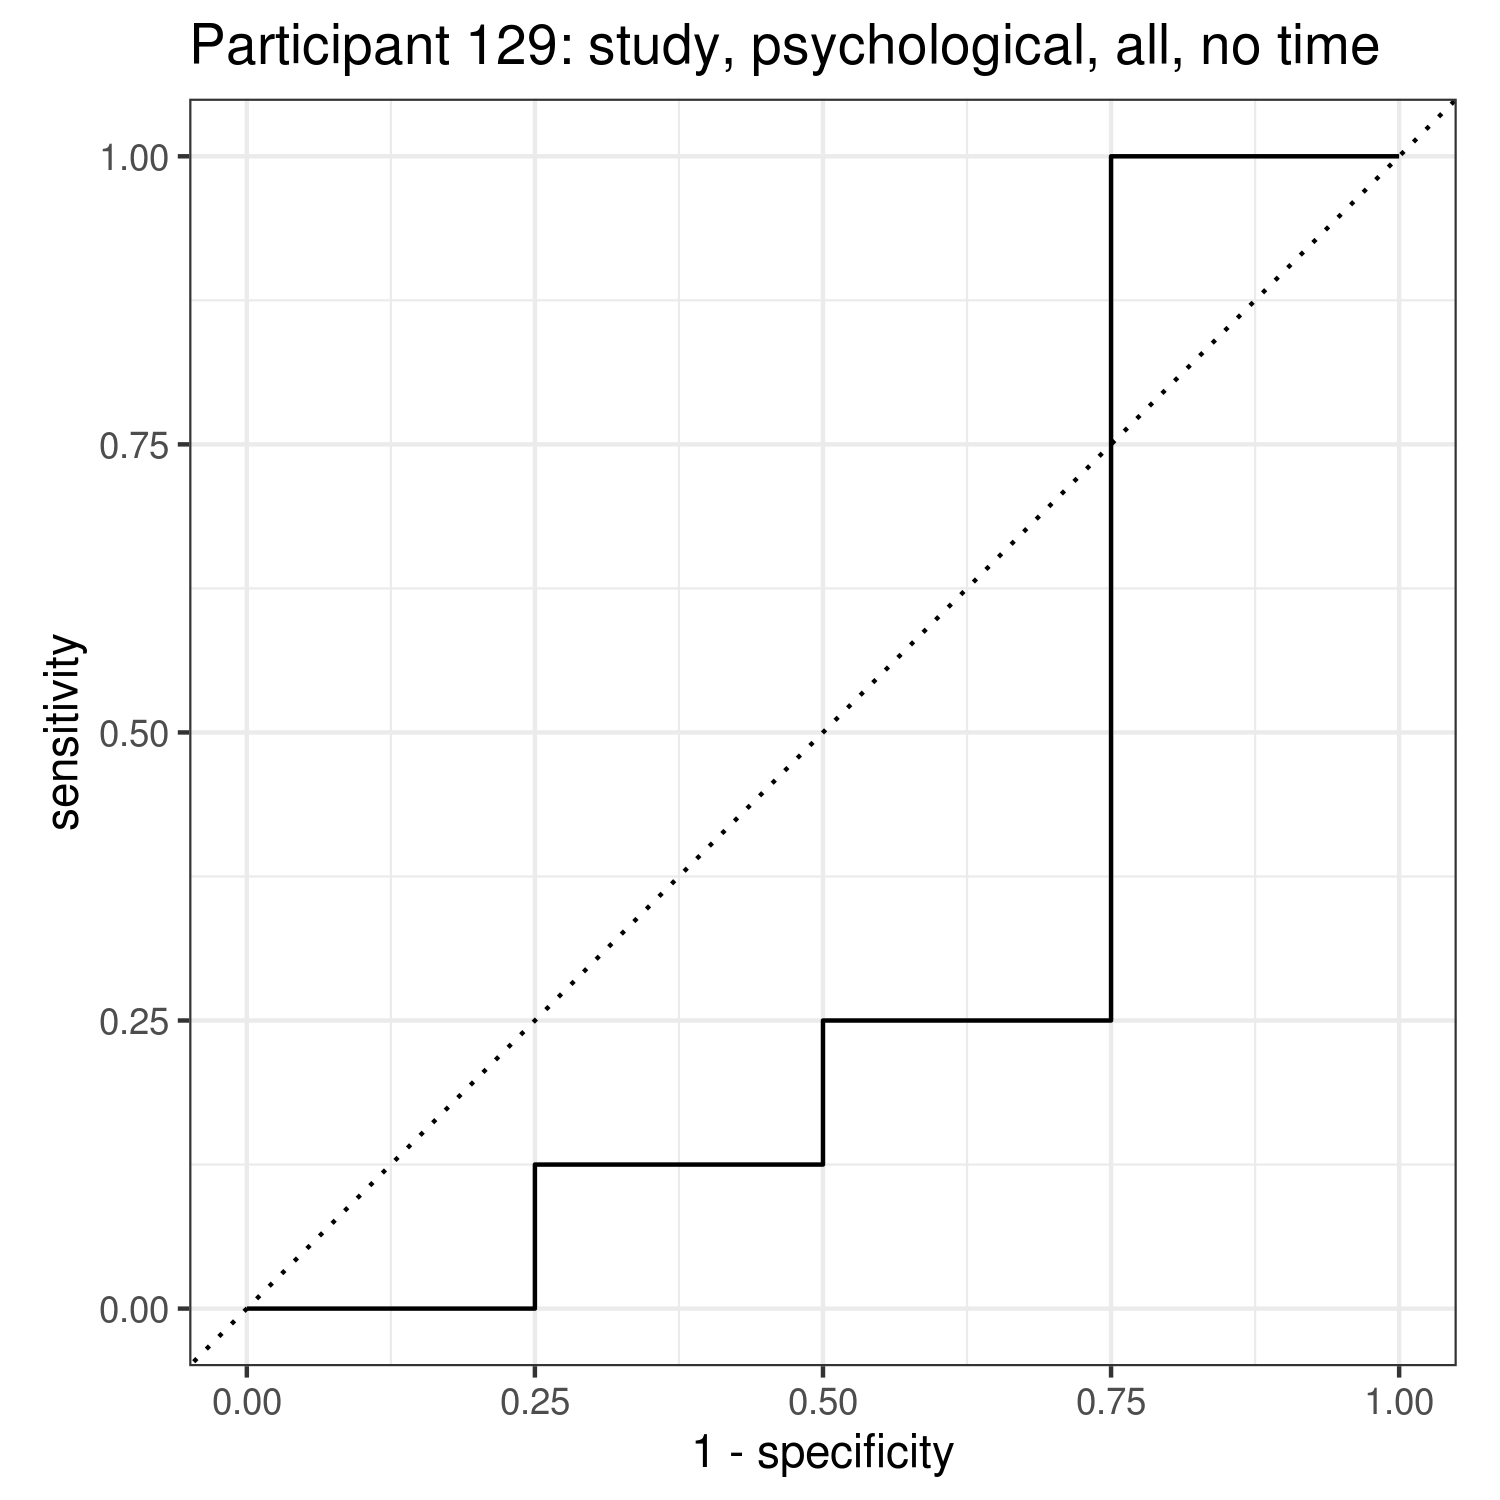 Participant 129: study, psychological, all, no time
1.00
0.75
0.50
0.25
0.00
sensitivity
0.00 0.25 0.50 0.75 1.00
1 - specificity